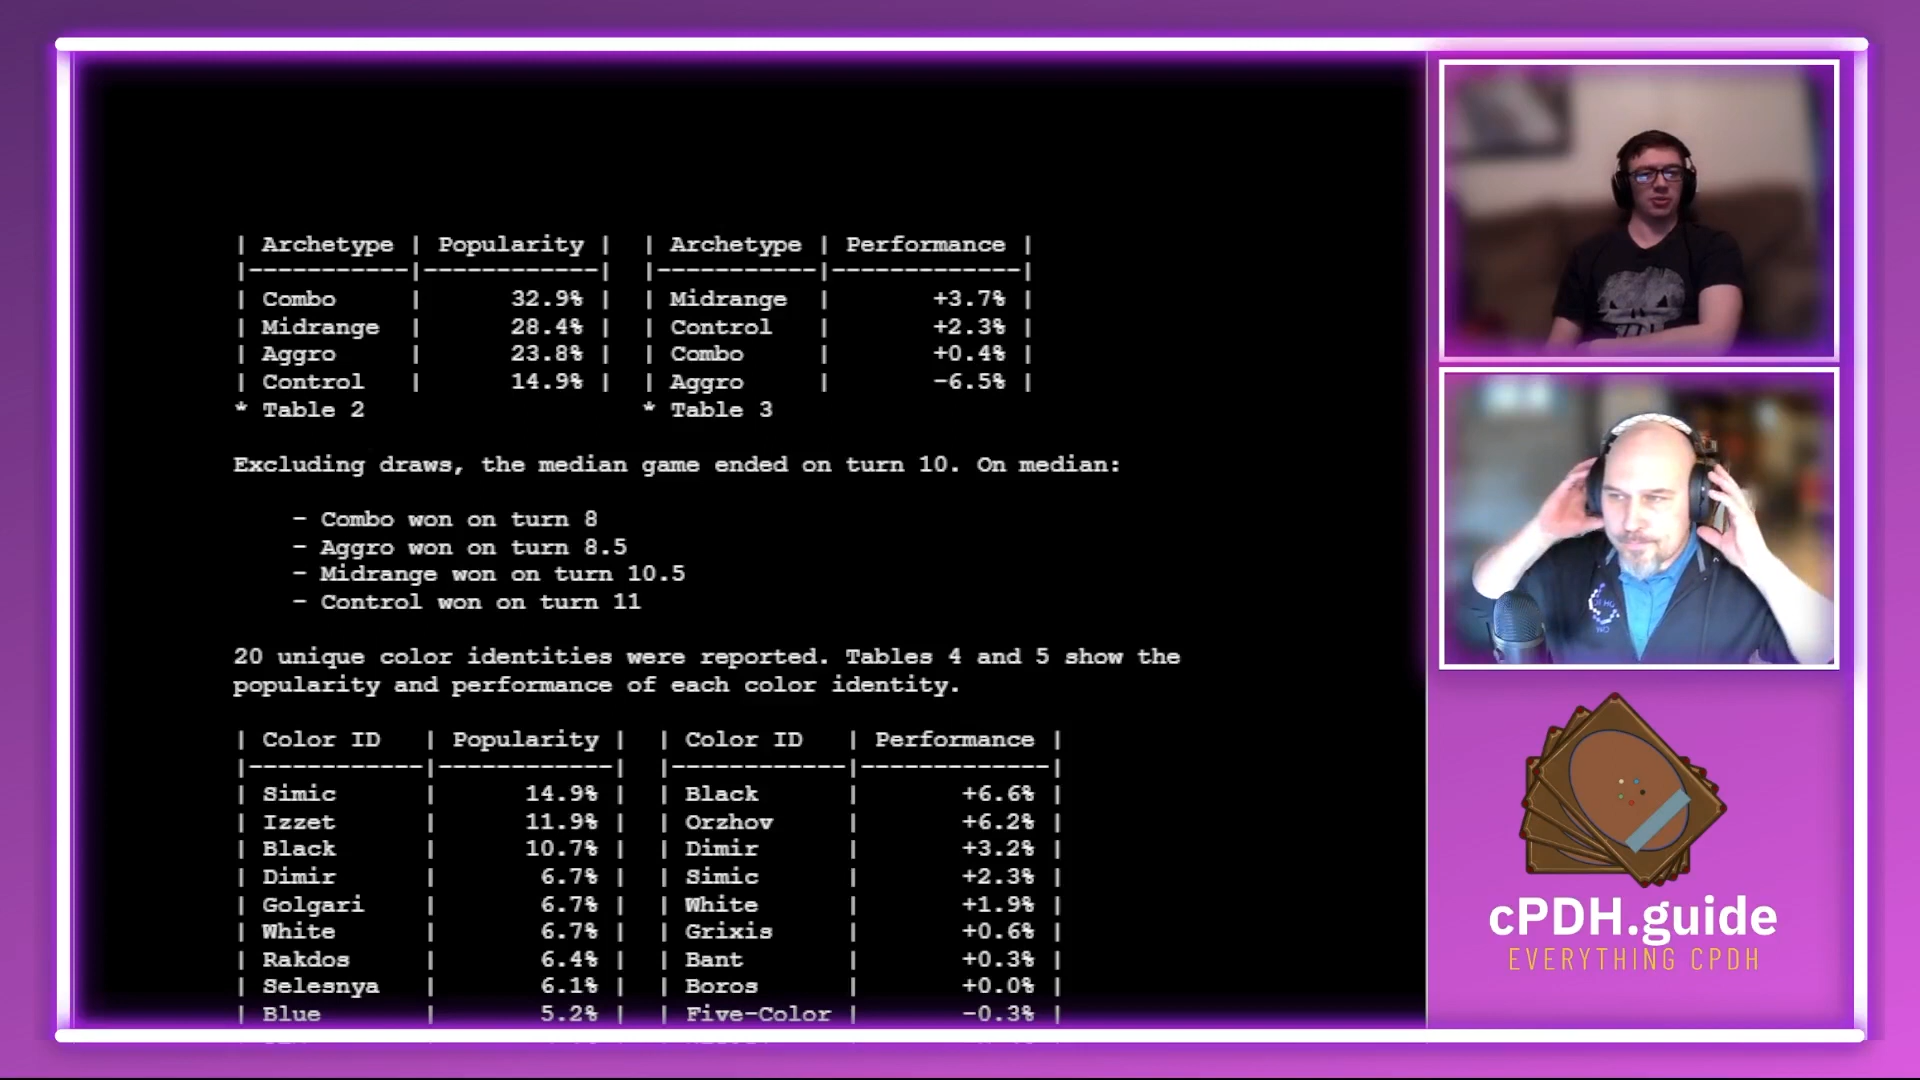 | Archetype | Popularity | | Archetype | Performance |
|-----------|------------| |-----------|-------------|
| Combo | 32.9% | | Midrange | +3.7% |
| Midrange | 28.4% | | Control | +2.3% |
| Aggro | 23.8% | | Combo | +0.4% |
| Control | 14.9% | | Aggro | -6.5% |
* Table 2 * Table 3
Excluding draws, the median game ended on turn 10. On median:
- Combo won on turn 8
- Aggro won on turn 8.5
- Midrange won on turn 10.5
- Control won on turn 11
20 unique color identities were reported. Tables 4 and 5 show the
popularity and performance of each color identity.
| Color ID | Popularity | | Color ID | Performance |
|------------|------------| |------------|-------------|
| Simic | 14.9% | | Black | +6.6% |
| Izzet | 11.9% | | Orzhov | +6.2% |
| Black | 10.7% | | Dimir | +3.2% |
| Dimir | 6.7% | | Simic | +2.3% |
| Golgari | 6.7% | | White | +1.9% |
| White | 6.7% | | Grixis | +0.6% |
| Rakdos | 6.4% | | Bant | +0.3% |
| Selesnya | 6.1% | | Boros | +0.0% |
| Blue | 5.2% | | Five-Color | -0.3% |
cPDH.guide
EVERYTHING CPDH